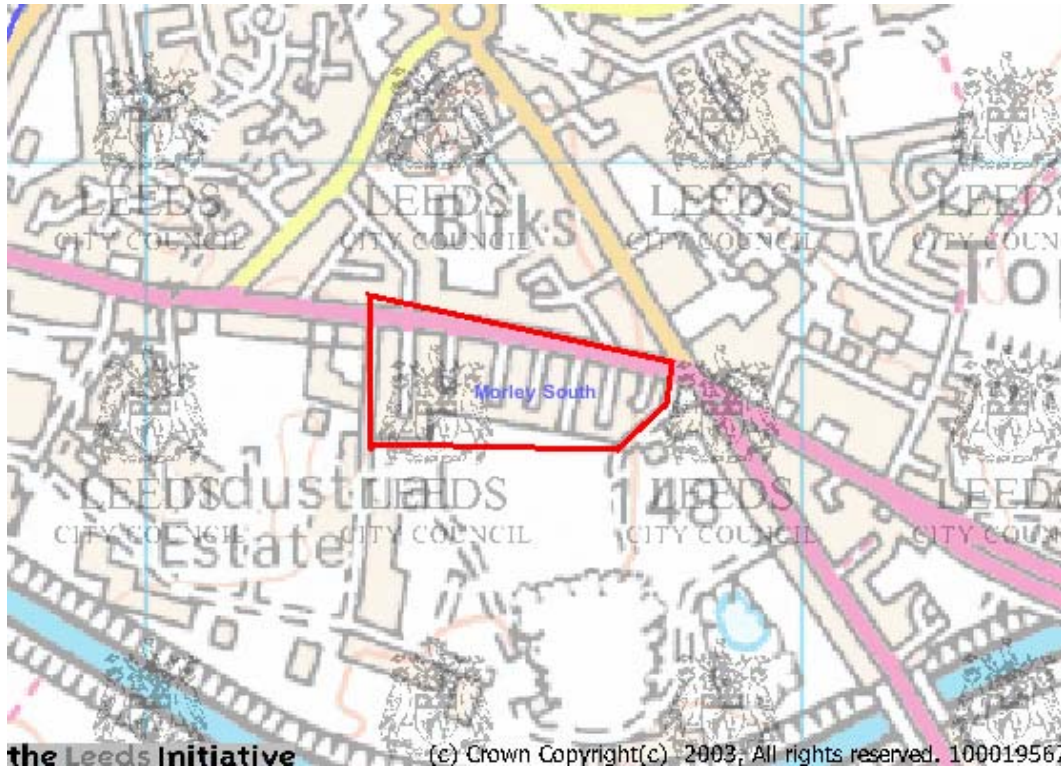 LEEDS LEEDS LEEDS LEED
CITY COUNCIL CITY COUNCIL CITY COUNCIL CITY COUN
Bilks
Top
Morley South
LEEDS LEEDS LEEDS LEED
Industrial
148
CITY COUNCIL CITY COUNCIL CITY COUNCIL CITY COUN
Estate
the Leeds Initiative
(c) Crown Copyright(c) 2003, All rights reserved. 10001956